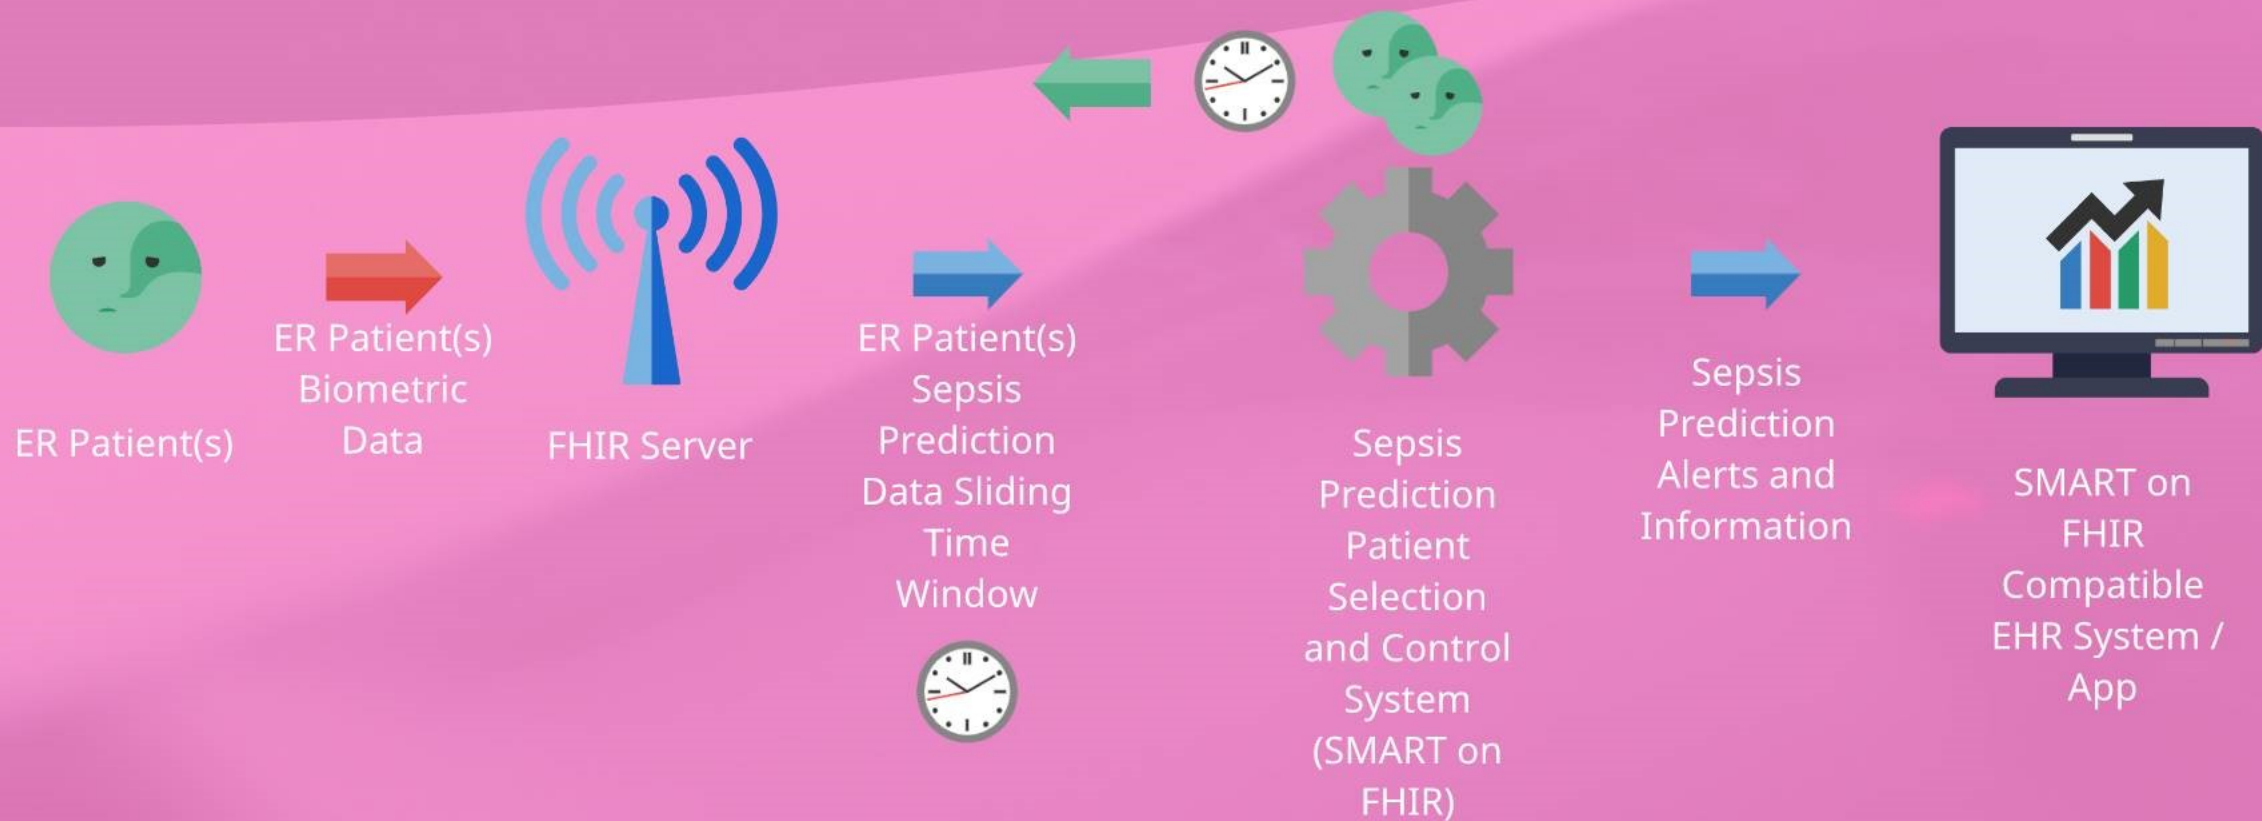 ER Patient(s)
ER Patient(s)
Biometric
Data
FHIR Server
ER Patient(s)
Sepsis
Prediction
Data Sliding
Time
Window
Sepsis
Prediction
Patient
Selection
and Control
System
(SMART on
FHIR)
Sepsis
Prediction
Alerts and
Information
SMART on
FHIR
Compatible
EHR System /
App